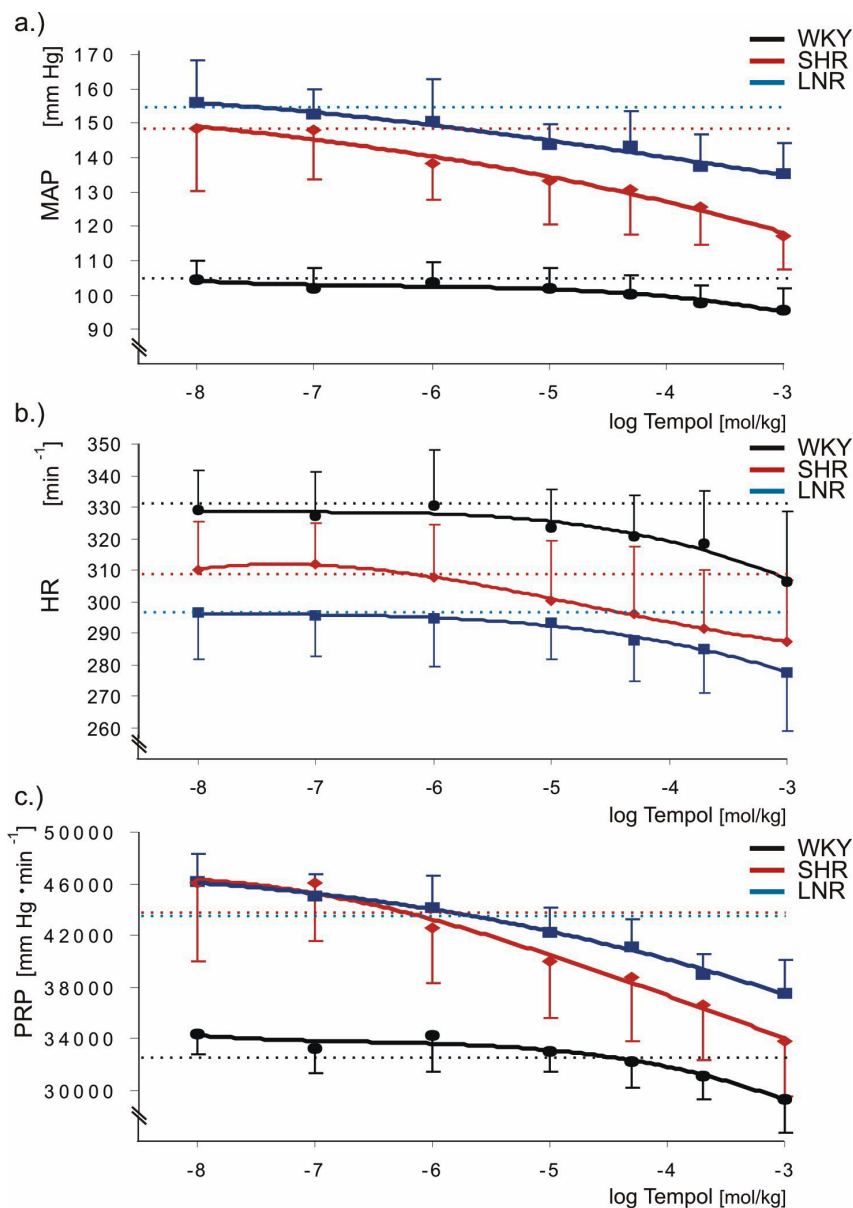 a.)
WKY
SHR
LNR
MAP [mm Hg]
170
160
150
140
130
120
110
100
90
-8 -7 -6 -5 -4 -3
log Tempol [mol/kg]
b.)
WKY
SHR
LNR
HR [min⁻¹]
350
340
330
320
310
300
290
280
270
260
-8 -7 -6 -5 -4 -3
log Tempol [mol/kg]
c.)
WKY
SHR
LNR
PRP [mm Hg • min⁻¹]
50000
46000
42000
38000
34000
30000
-8 -7 -6 -5 -4 -3
log Tempol [mol/kg]